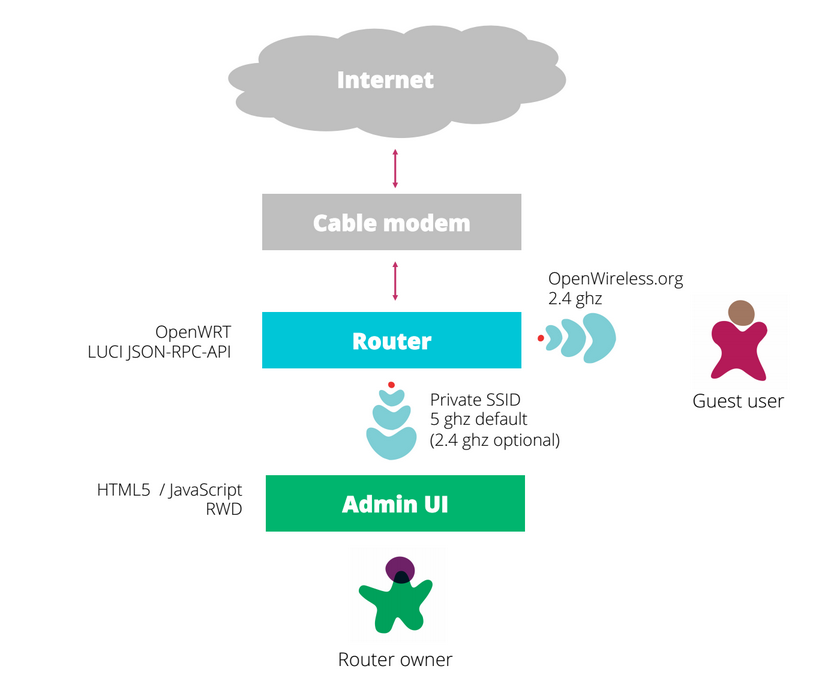 Internet
Cable modem
OpenWireless.org
2.4 ghz
OpenWRT
LUCI JSON-RPC-API
Router
Guest user
Private SSID
5 ghz default
(2.4 ghz optional)
HTML5 / JavaScript
RWD
Admin UI
Router owner